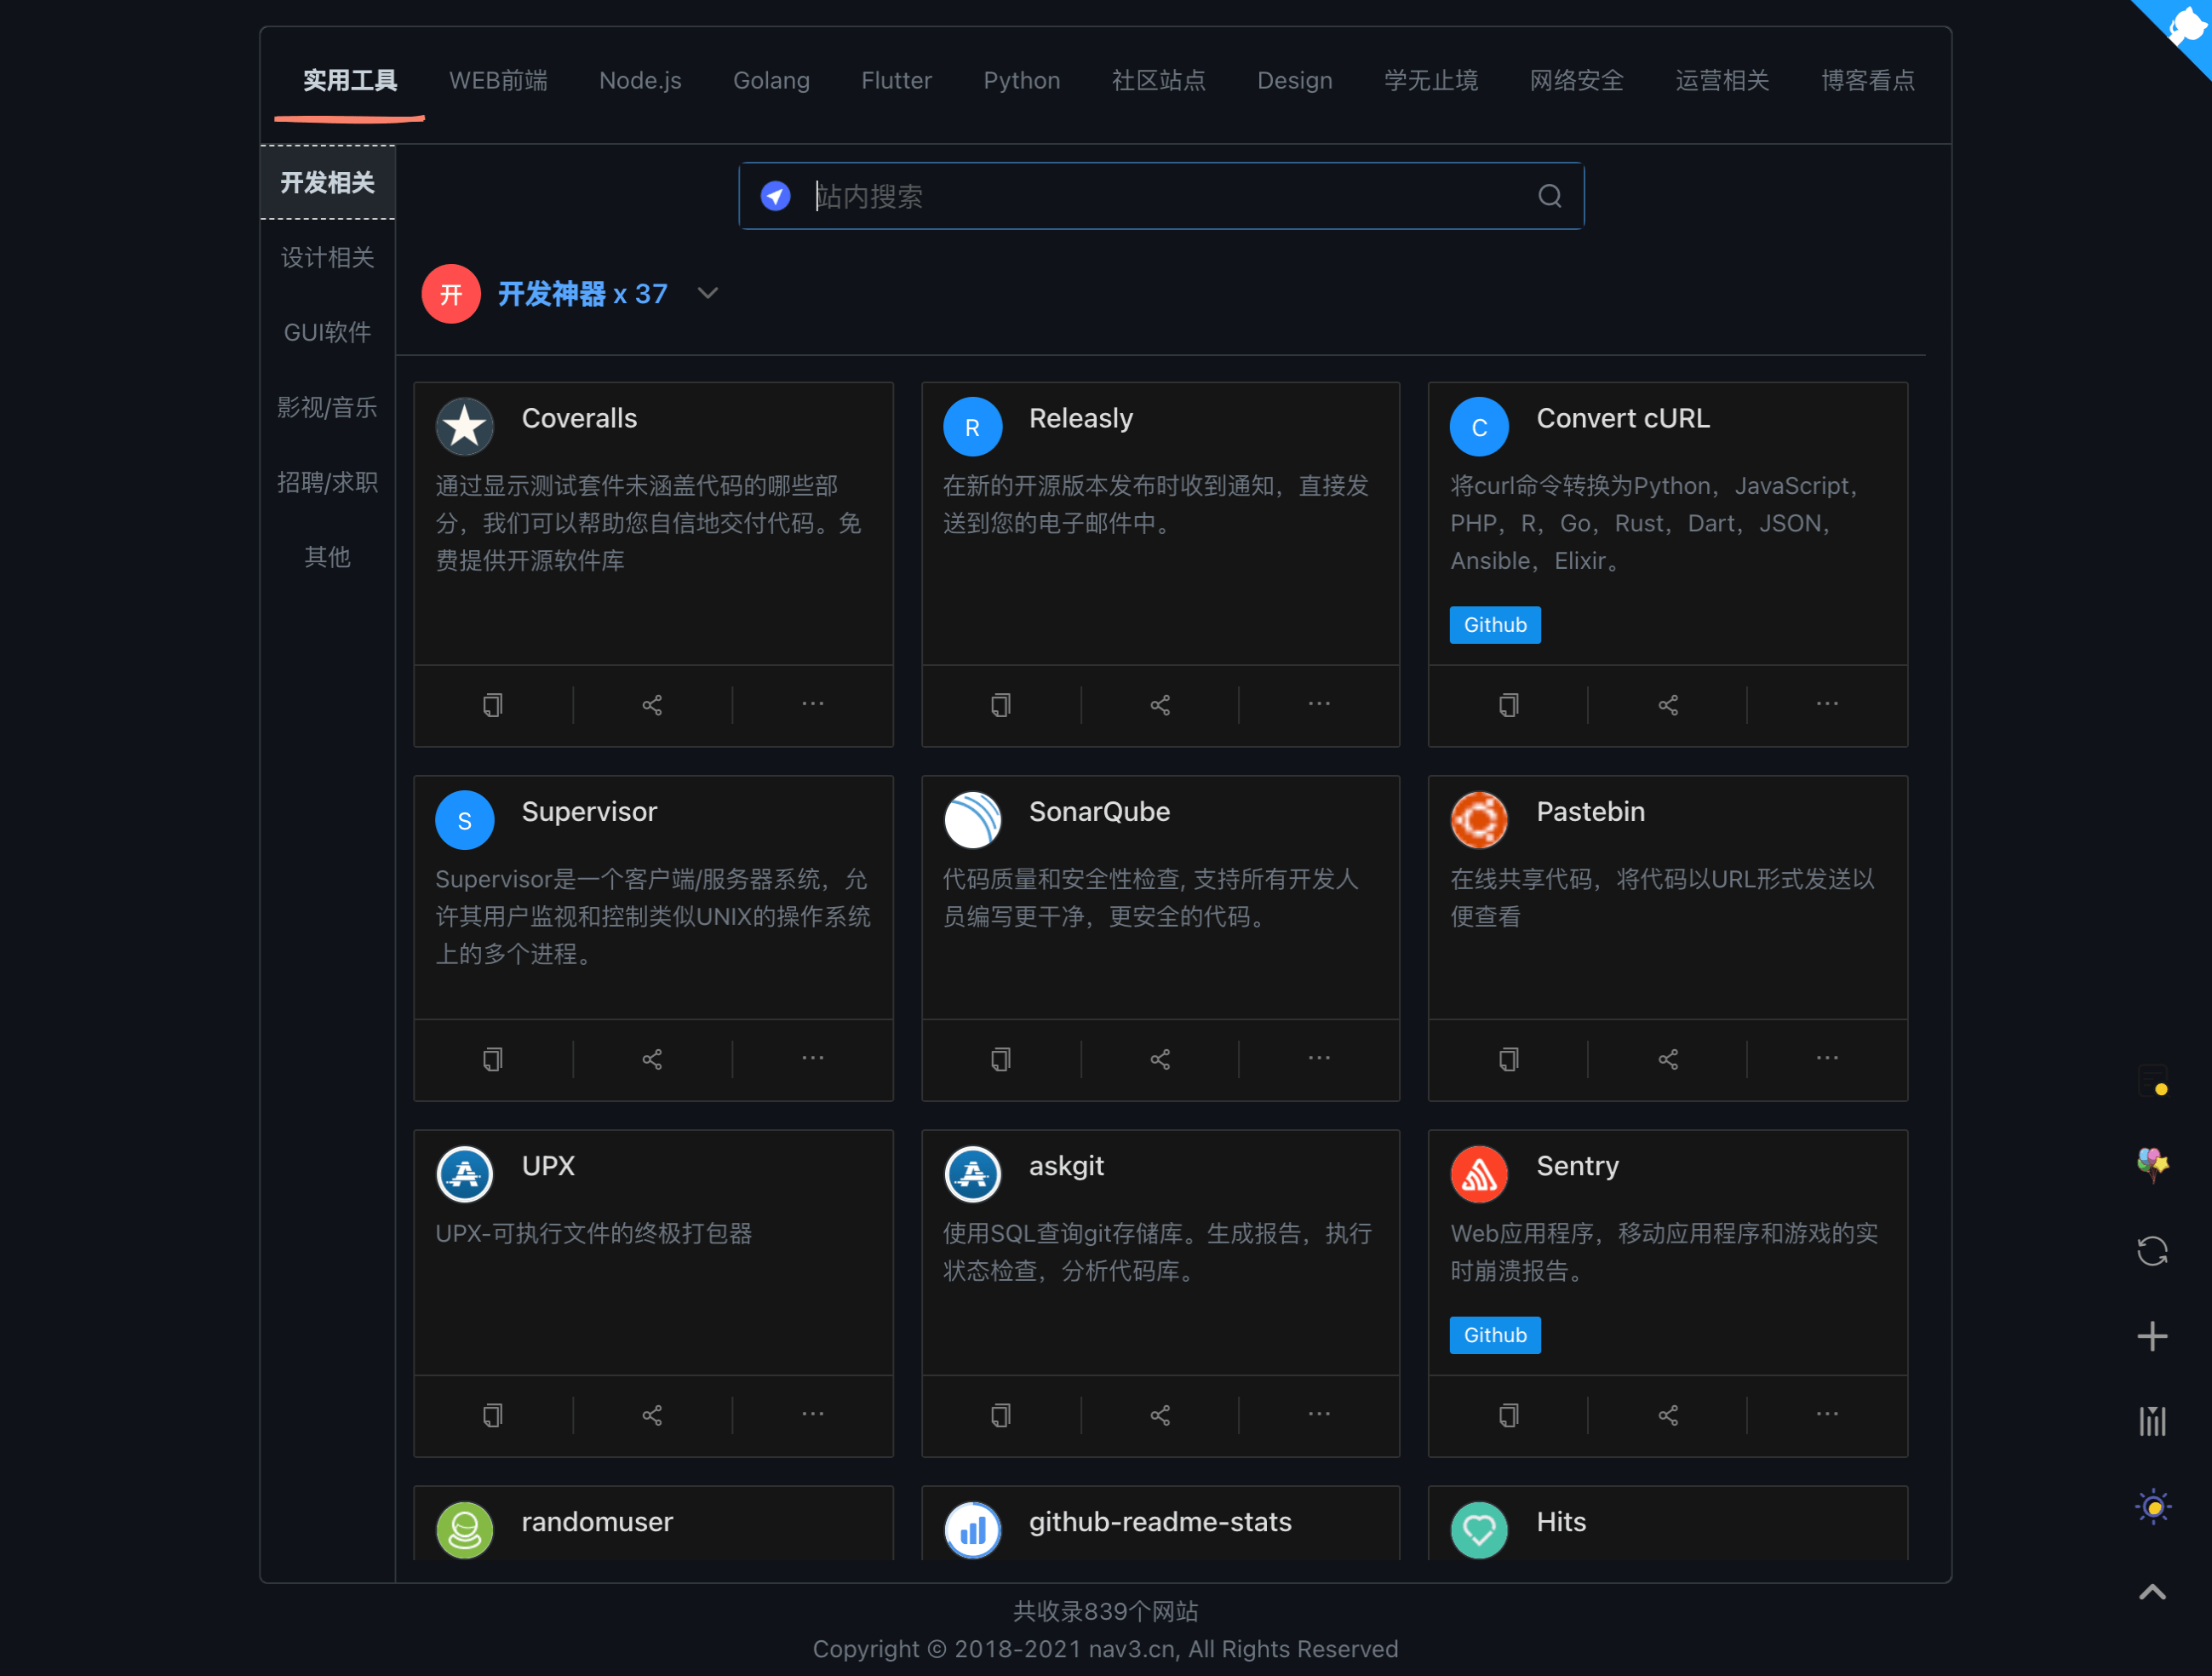 实用工具 WEB前端 Node.js Golang Flutter Python 社区站点 Design 学无止境 网络安全 运营相关 博客看点
开发相关
设计相关
GUI软件
影视/音乐
招聘/求职
其他
站内搜索
开 开发神器 x 37
Coveralls
通过显示测试套件未涵盖代码的哪些部
分，我们可以帮助您自信地交付代码。免
费提供开源软件库
R Releasly
在新的开源版本发布时收到通知，直接发
送到您的电子邮件中。
C Convert cURL
将curl命令转换为Python，JavaScript，
PHP，R，Go，Rust，Dart，JSON，
Ansible，Elixir。
Github
S Supervisor
Supervisor是一个客户端/服务器系统，允
许其用户监视和控制类似UNIX的操作系统
上的多个进程。
SonarQube
代码质量和安全性检查, 支持所有开发人
员编写更干净，更安全的代码。
Pastebin
在线共享代码，将代码以URL形式发送以
便查看
UPX
UPX-可执行文件的终极打包器
askgit
使用SQL查询git存储库。生成报告，执行
状态检查，分析代码库。
Sentry
Web应用程序，移动应用程序和游戏的实
时崩溃报告。
Github
randomuser
github-readme-stats
Hits
共收录839个网站
Copyright © 2018-2021 nav3.cn, All Rights Reserved